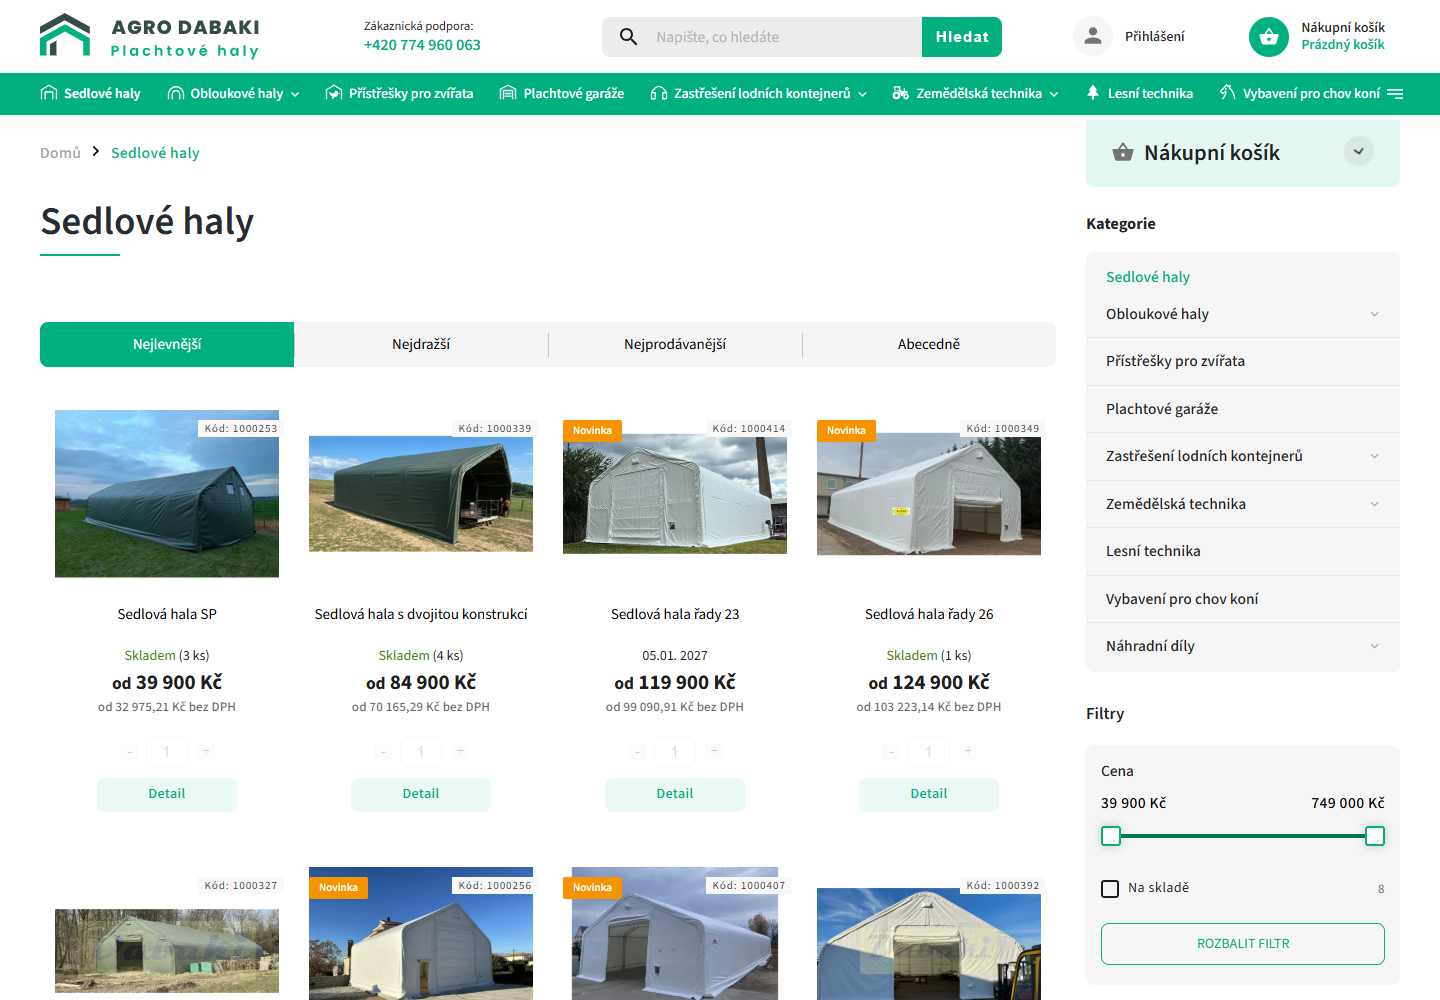 AGRO DABAKI
Plachtové haly
Zákaznická podpora:
+420 774 960 063
Napište, co hledáte
Hledat
Přihlášení
Nákupní košík
Prázdný košík
Sedlové haly
Obloukové haly
Přístřešky pro zvířata
Plachtové garáže
Zastřešení lodních kontejnerů
Zemědělská technika
Lesní technika
Vybavení pro chov koní
Domů
Sedlové haly
Sedlové haly
Nejlevnější
Nejdražší
Nejprodávanější
Abecedně
Kód: 1000253
Sedlová hala SP
Skladem (3 ks)
od 39 900 Kč
od 32 975,21 Kč bez DPH
- 1 +
Detail
Kód: 1000339
Sedlová hala s dvojitou konstrukcí
Skladem (4 ks)
od 84 900 Kč
od 70 165,29 Kč bez DPH
- 1 +
Detail
Novinka
Kód: 1000414
Sedlová hala řady 23
05.01. 2027
od 119 900 Kč
od 99 090,91 Kč bez DPH
- 1 +
Detail
Novinka
Kód: 1000349
Sedlová hala řady 26
Skladem (1 ks)
od 124 900 Kč
od 103 223,14 Kč bez DPH
- 1 +
Detail
Kód: 1000327
Novinka
Kód: 1000256
Novinka
Kód: 1000407
Kód: 1000392
Nákupní košík
Kategorie
Sedlové haly
Obloukové haly
Přístřešky pro zvířata
Plachtové garáže
Zastřešení lodních kontejnerů
Zemědělská technika
Lesní technika
Vybavení pro chov koní
Náhradní díly
Filtry
Cena
39 900 Kč
749 000 Kč
Na skladě
8
ROZBALIT FILTR